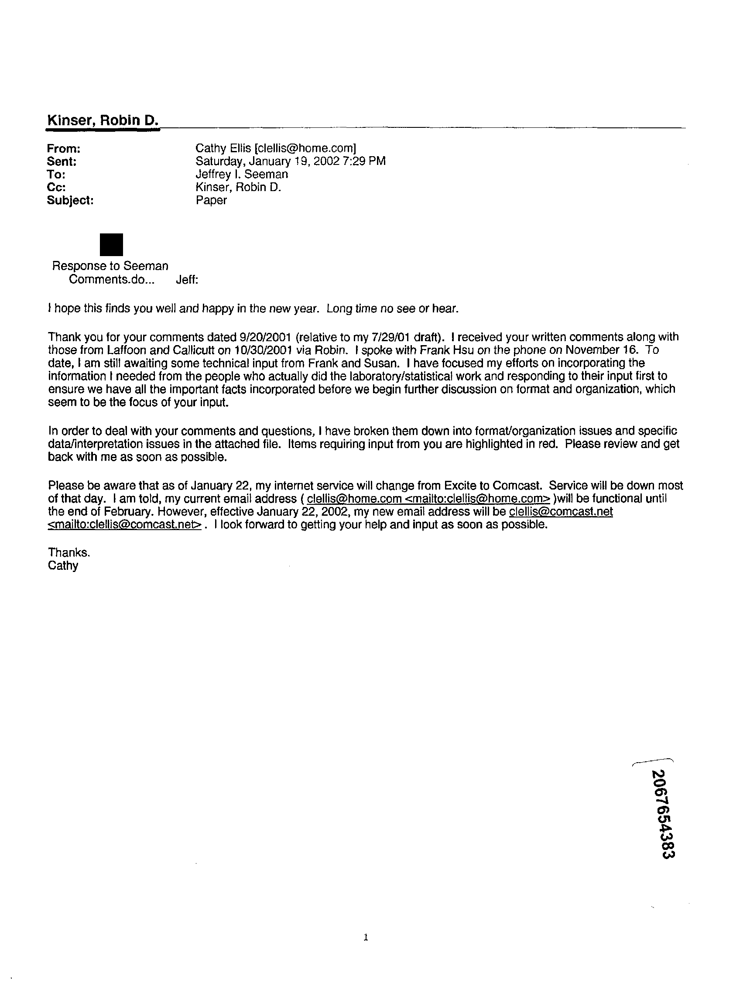 Kinser, Robin D.
From: Cathy Ellis [clellis@home.com]
Sent: Saturday, January 19, 2002 7:29 PM
To: Jeffrey I. Seeman
Cc: Kinser, Robin D.
Subject: Paper
Response to Seeman
Comments.do... Jeff:
I hope this finds you well and happy in the new year. Long time no see or hear.
Thank you for your comments dated 9/20/2001 (relative to my 7/29/01 draft). I received your written comments along with
those from Laffoon and Callicutt on 10/30/2001 via Robin. I spoke with Frank Hsu on the phone on November 16. To
date, I am still awaiting some technical input from Frank and Susan. I have focused my efforts on incorporating the
information I needed from the people who actually did the laboratory/statistical work and responding to their input first to
ensure we have all the important facts incorporated before we begin further discussion on format and organization, which
seem to be the focus of your input.
In order to deal with your comments and questions, I have broken them down into format/organization issues and specific
data/interpretation issues in the attached file. Items requiring input from you are highlighted in red. Please review and get
back with me as soon as possible.
Please be aware that as of January 22, my internet service will change from Excite to Comcast. Service will be down most
of that day. I am told, my current email address ( clellis@home.com <mailto:clellis@home.com> )will be functional until
the end of February. However, effective January 22, 2002, my new email address will be clellis@comcast.net
<mailto:clellis@comcast.net> . I look forward to getting your help and input as soon as possible.
Thanks.
Cathy
2067654383
1